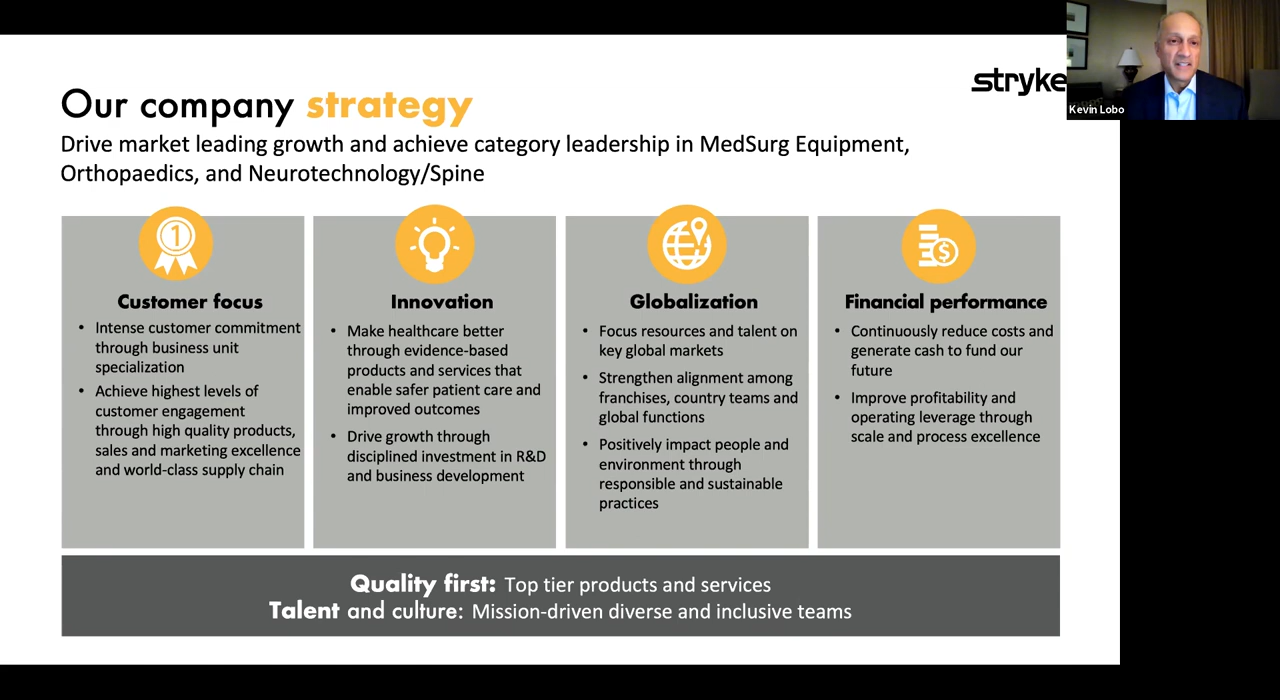 stryke
Kevin Lobo
Our company strategy
Drive market leading growth and achieve category leadership in MedSurg Equipment,
Orthopaedics, and Neurotechnology/Spine
1
Customer focus
• Intense customer commitment
through business unit
specialization
• Achieve highest levels of
customer engagement
through high quality products,
sales and marketing excellence
and world-class supply chain
Innovation
• Make healthcare better
through evidence-based
products and services that
enable safer patient care and
improved outcomes
• Drive growth through
disciplined investment in R&D
and business development
Globalization
• Focus resources and talent on
key global markets
• Strengthen alignment among
franchises, country teams and
global functions
• Positively impact people and
environment through
responsible and sustainable
practices
$
Financial performance
• Continuously reduce costs and
generate cash to fund our
future
• Improve profitability and
operating leverage through
scale and process excellence
Quality first: Top tier products and services
Talent and culture: Mission-driven diverse and inclusive teams